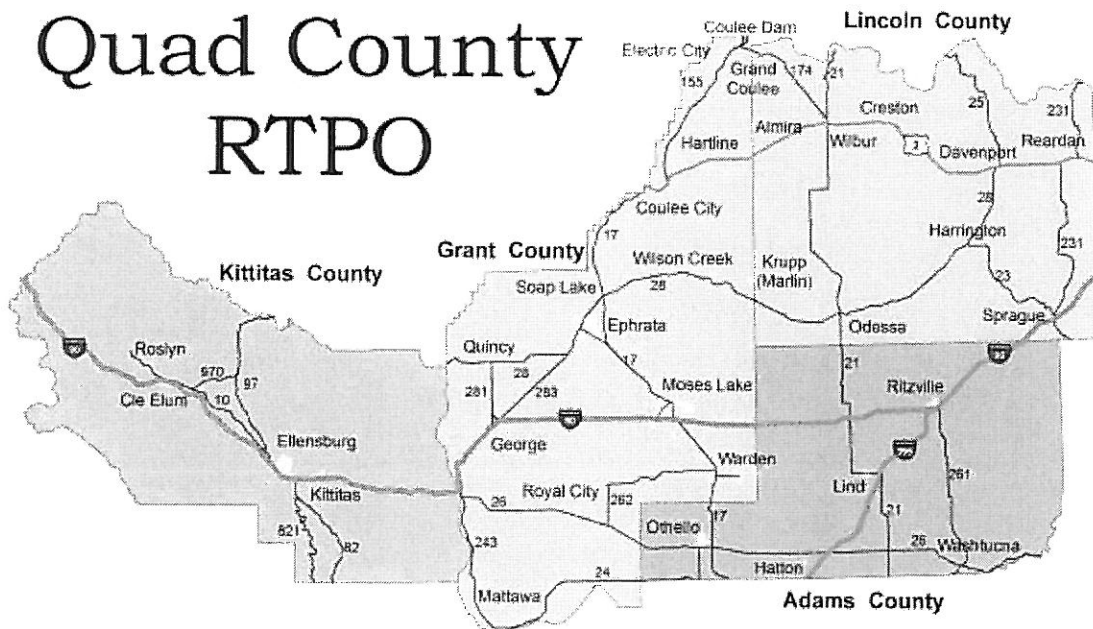 Quad County
RTPO
Coulee Dam
Lincoln County
Electric City
155
Grand
Coulee
174
21
25
231
Creston
Almira
Hartline
Wilbur
2
Davenport
Reardan
Coulee City
28
Harrington
231
17
Grant County
Wilson Creek
Krupp
(Marlin)
Kittitas County
28
23
Soap Lake
Ephrata
Odessa
Sprague
Roslyn
Quincy
970
97
28
17
21
Ritzville
Moses Lake
281
283
Cle Elum
10
Ellensburg
George
Warden
Kittitas
Royal City
Lind
261
26
262
Othello
17
21
821
82
243
26
Washtucna
24
Hatton
Mattawa
Adams County